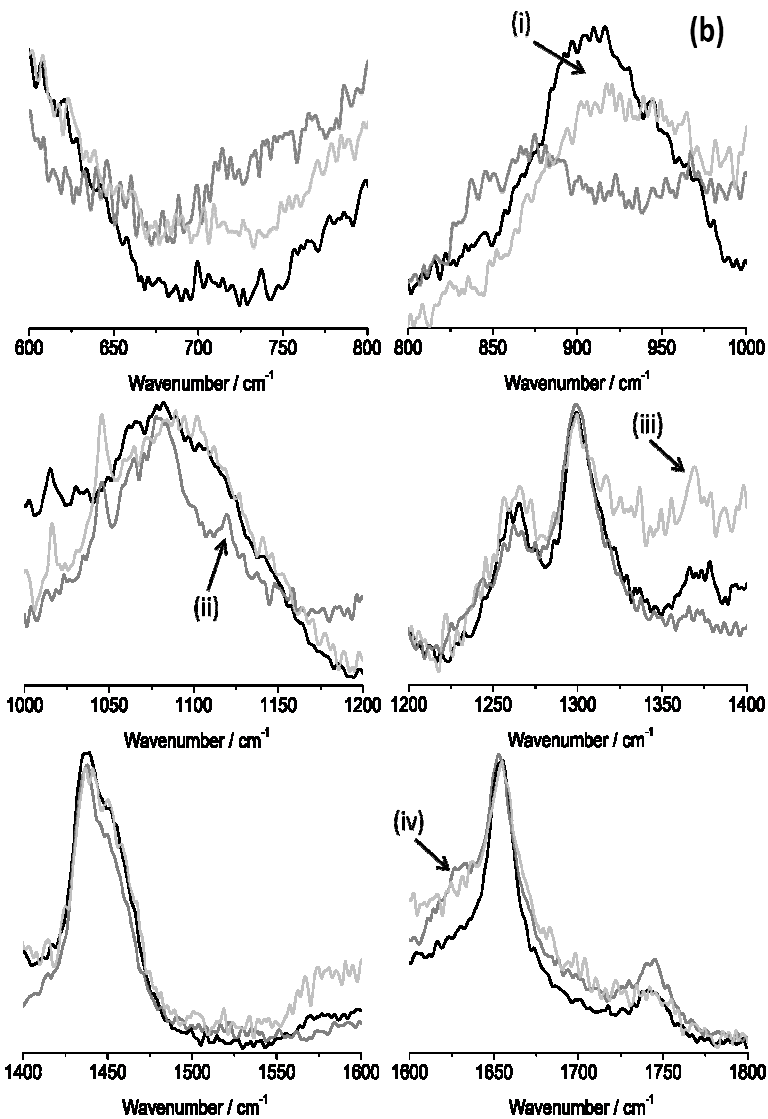 (i)
(b)
600 650 700 750 800
800 850 900 950 1000
Wavenumber / cm⁻¹
Wavenumber / cm⁻¹
(iii)
(ii)
1000 1050 1100 1150 1200
1200 1250 1300 1350 1400
Wavenumber / cm⁻¹
Wavenumber / cm⁻¹
(iv)
1400 1450 1500 1550 1600
1600 1650 1700 1750 1800
Wavenumber / cm⁻¹
Wavenumber / cm⁻¹